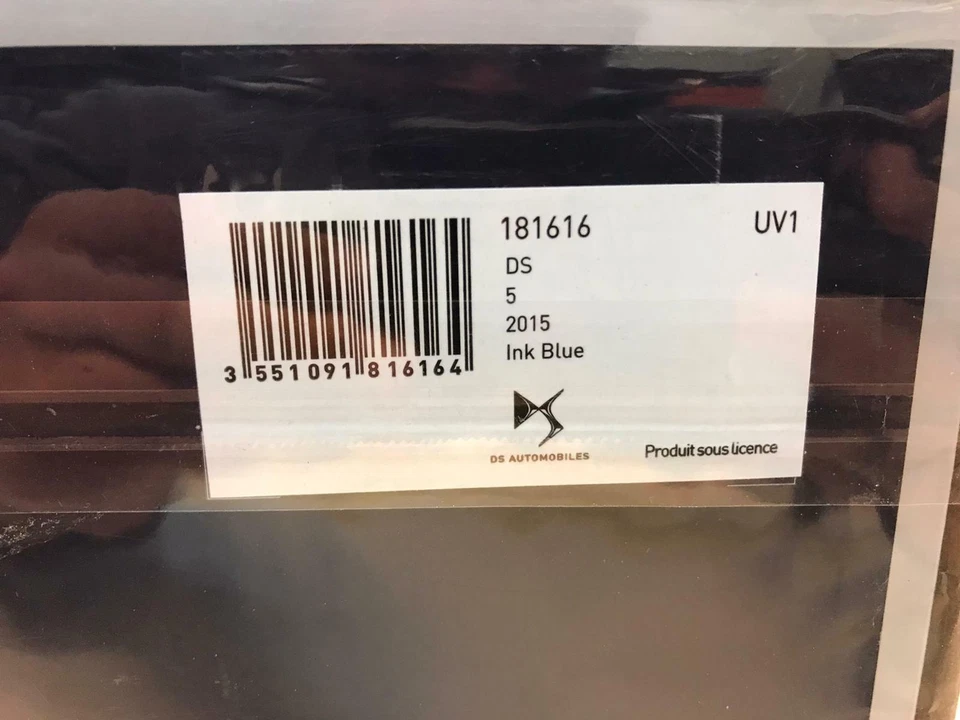 181616
UV1
DS
5
2015
Ink Blue
3 551091 816164
DS AUTOMOBILES
Produit sous licence